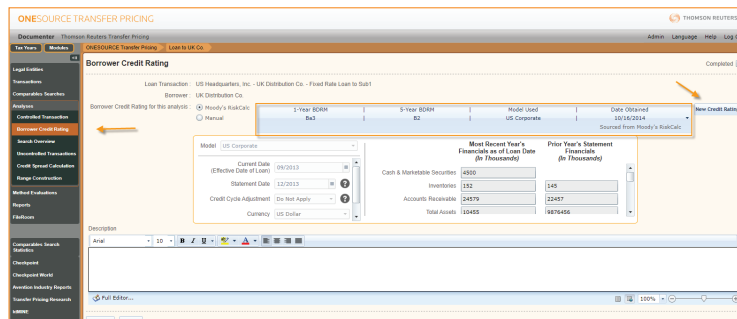 ONESOURCE TRANSFER PRICING
THOMSON REUTERS
Documenter Thomson Reuters Transfer Pricing
Admin Language Help Log
Tax Years Modules ONESOURCE Transfer Pricing Loan to UK Co
Legal Entities
Transactions
Comparables Searches
Analyses
Controlled Transaction
Borrower Credit Rating
Search Overview
Uncontrolled Transactions
Credit Spread Calculation
Range Construction
Method Evaluations
Reports
FileRoom
Comparables Search
Statistics
Checkpoint
Checkpoint World
Avention Industry Reports
Transfer Pricing Research
ktMINE
Borrower Credit Rating
Completed
Loan Transaction : US Headquarters, Inc. - UK Distribution Co. - Fixed Rate Loan to Sub1
Borrower : UK Distribution Co.
Borrower Credit Rating for this analysis : Moody's RiskCalc
Manual
1-Year BDRM | 5-Year BDRM | Model Used | Date Obtained
Ba3 | B2 | US Corporate | 10/16/2014
Sourced from Moody's RiskCalc
New Credit Rating
Model US Corporate
Current Date
(Effective Date of Loan) 09/2013
Statement Date 12/2013
Credit Cycle Adjustment Do Not Apply
Currency US Dollar
Most Recent Year's
Financials as of Loan Date
(In Thousands)
Prior Year's Statement
Financials
(In Thousands)
Cash & Marketable Securities 4500
Inventories 152 145
Accounts Receivable 24579 22457
Total Assets 10455 9876456
Description
Arial 10 B I U A
Full Editor...
100%